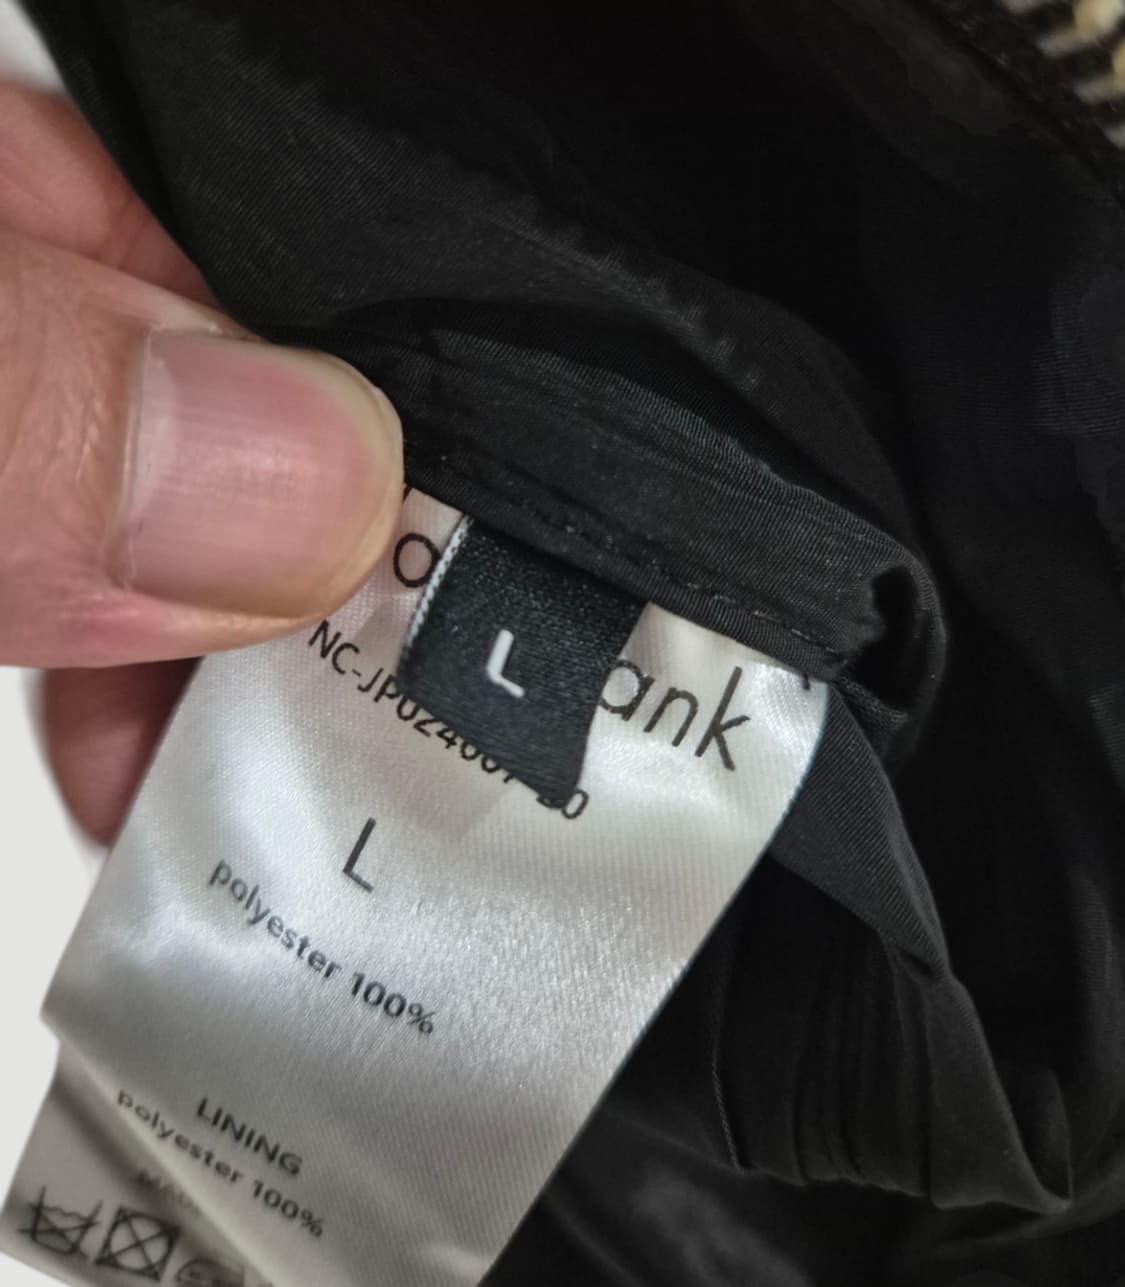 L
ank
L
polyester 100%
LINING
polyester 100%